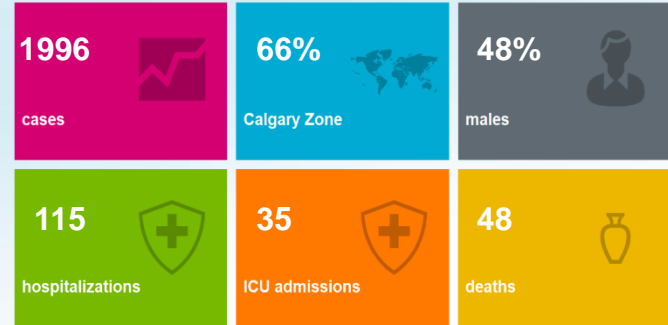 1996
66%
48%
cases
Calgary Zone
males
115
35
48
hospitalizations
ICU admissions
deaths